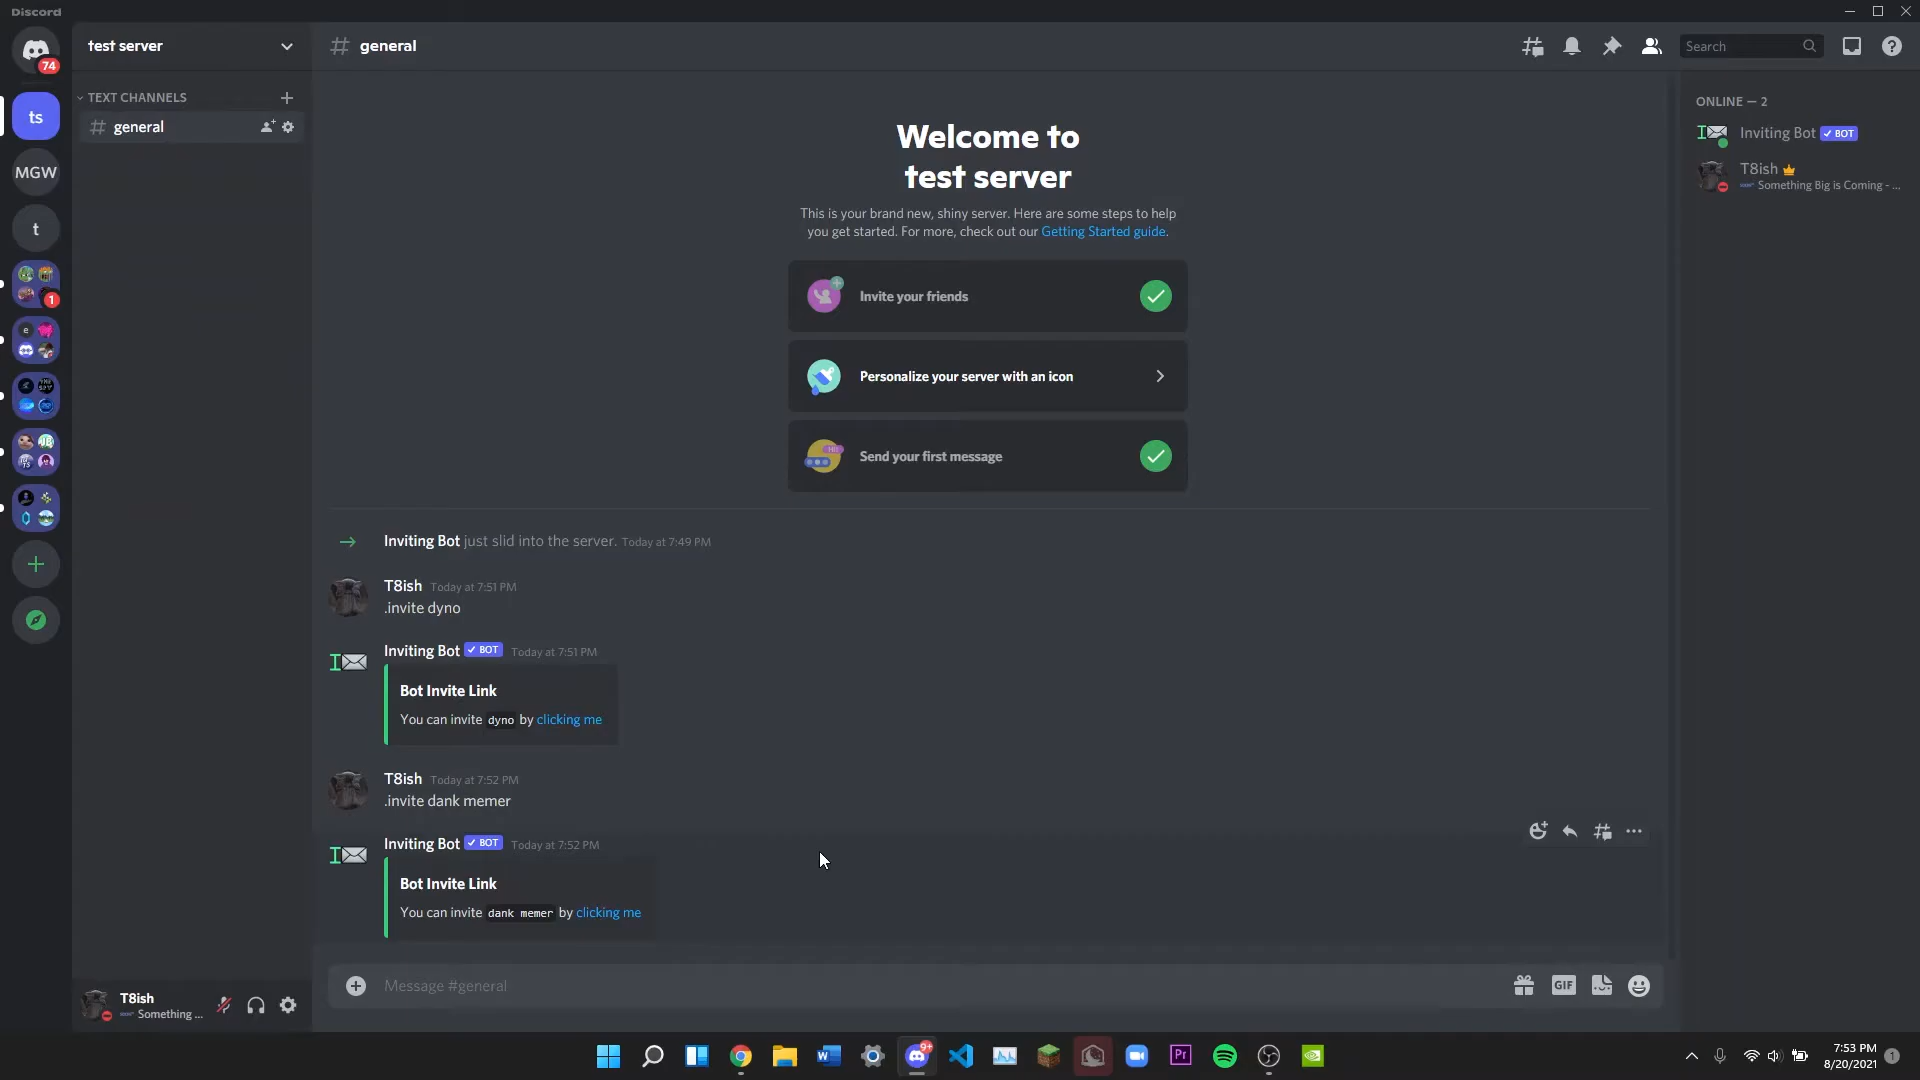 Discord
74
test server
general
Search
TEXT CHANNELS
general
ts
MGW
t
1
e
ONLINE — 2
Inviting Bot BOT
T8ish
Something Big is Coming - ...
Welcome to
test server
This is your brand new, shiny server. Here are some steps to help
you get started. For more, check out our Getting Started guide.
Invite your friends
Personalize your server with an icon
Send your first message
Inviting Bot just slid into the server. Today at 7:49 PM
T8ish Today at 7:51 PM
.invite dyno
Inviting Bot BOT Today at 7:51 PM
Bot Invite Link
You can invite dyno by clicking me
T8ish Today at 7:52 PM
.invite dank memer
Inviting Bot BOT Today at 7:52 PM
Bot Invite Link
You can invite dank memer by clicking me
Message #general
GIF
T8ish
Something ...
9+
W
Pr
7:53 PM
8/20/2021
1